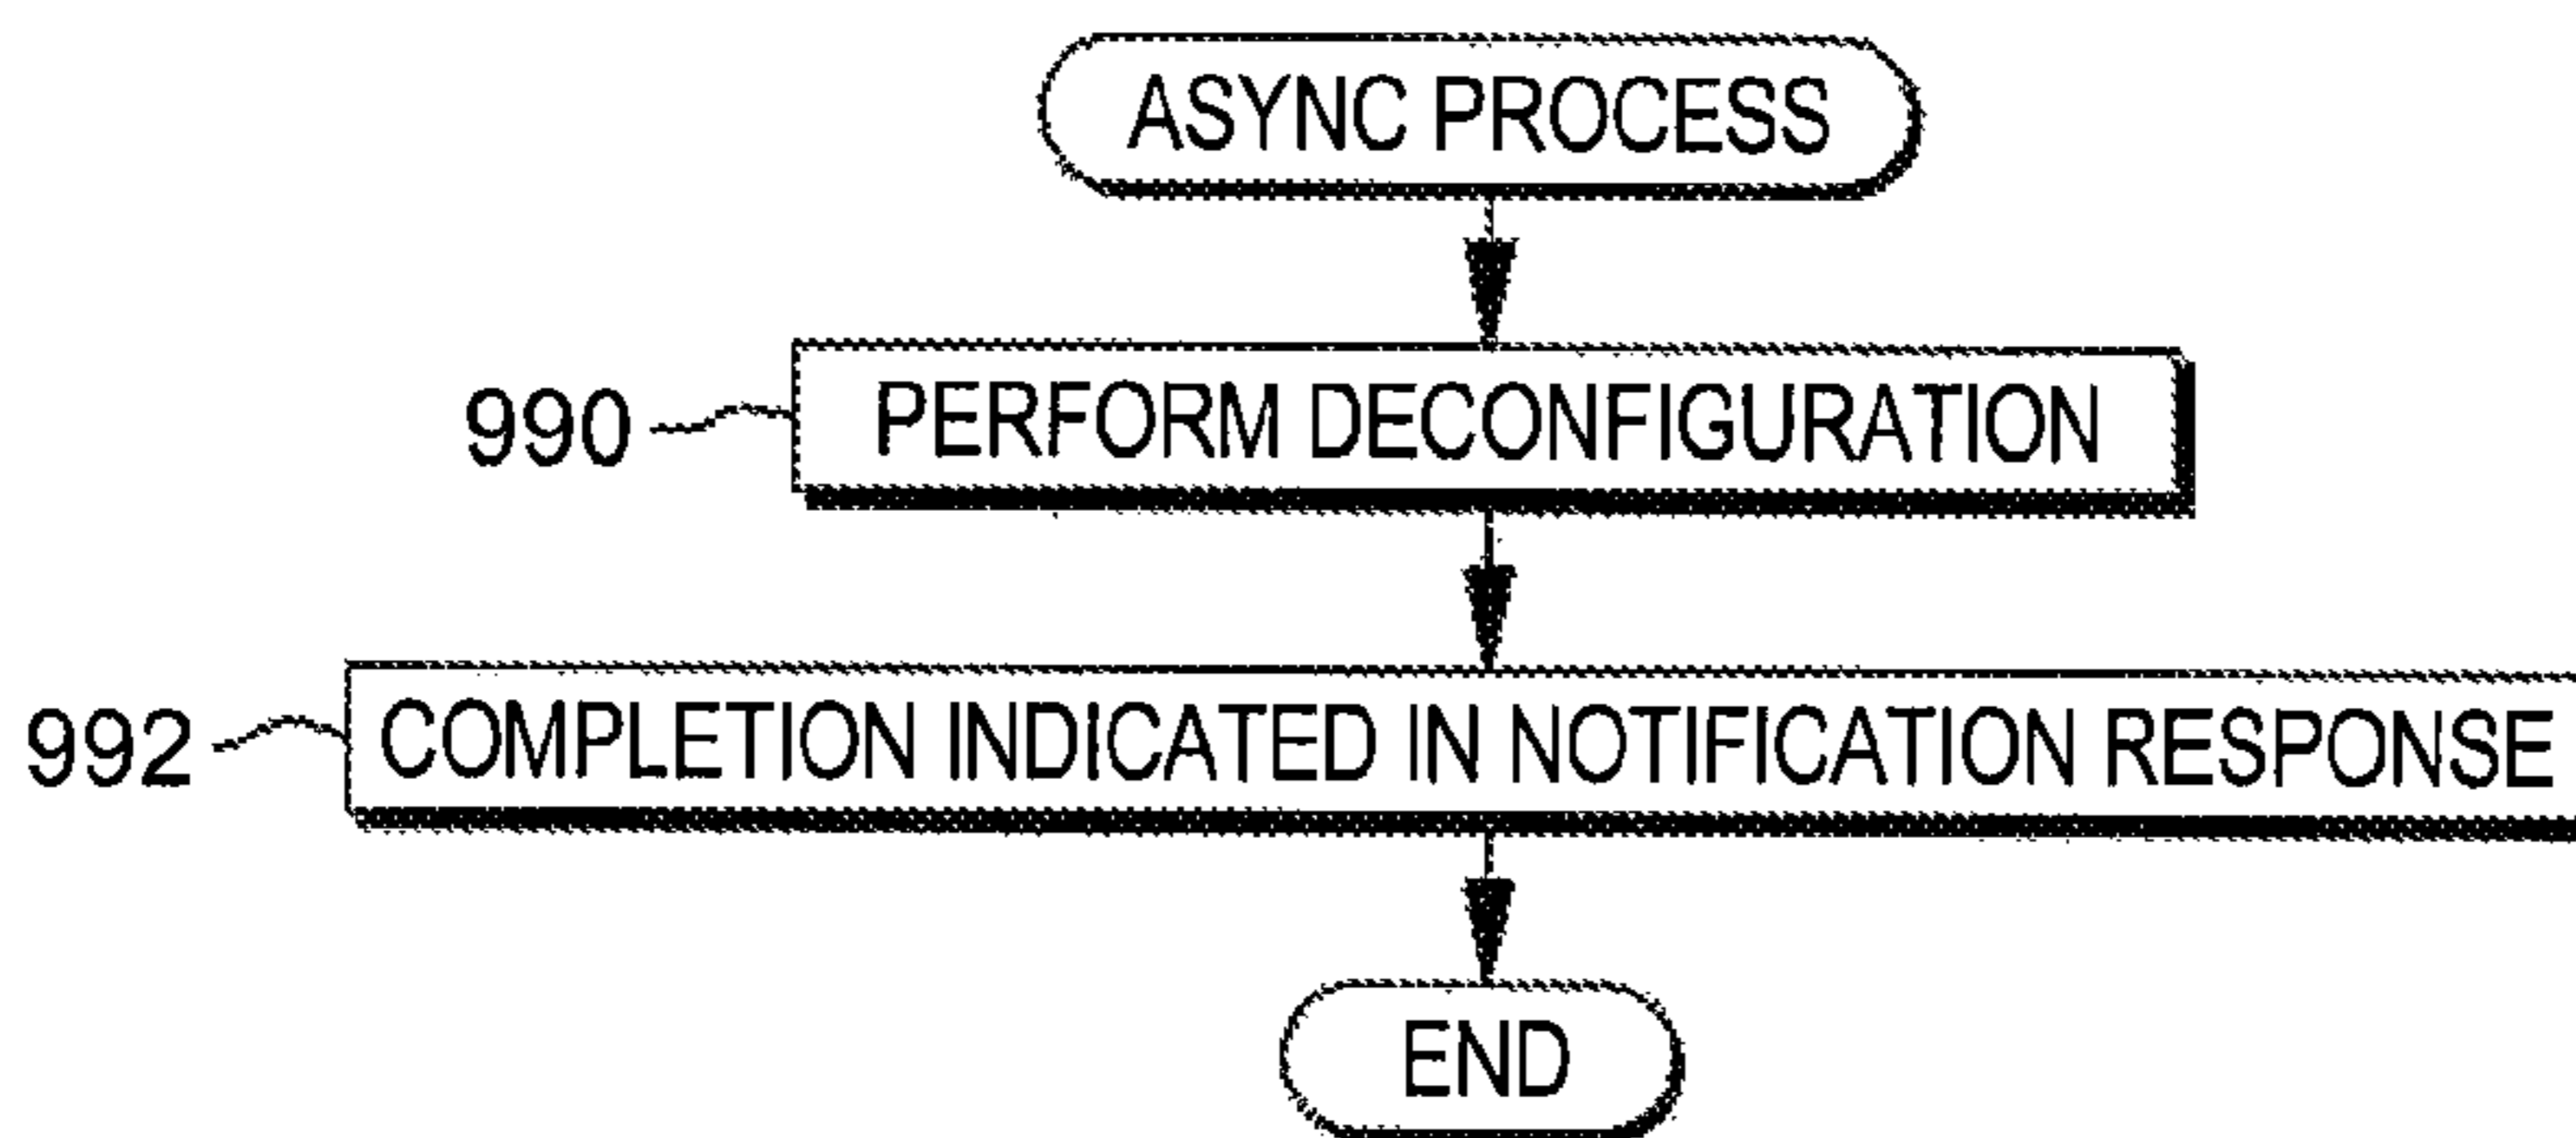 ASYNC PROCESS
990
PERFORM DECONFIGURATION
992
COMPLETION INDICATED IN NOTIFICATION RESPONSE
END